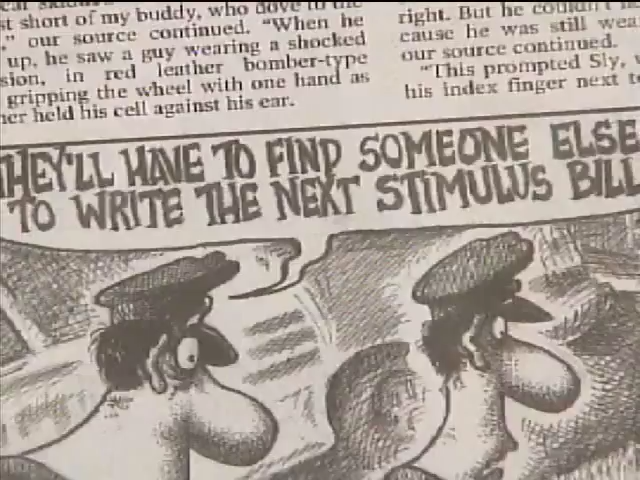 st short of my buddy, who dove to the
," our source continued. "When he
up, he saw a guy wearing a shocked
sion, in red leather bomber-type
gripping the wheel with one hand as
her held his cell against his ear.
right. But he couldn't
cause he was still wea
our source continued.
"This prompted Sly, w
his index finger next t
THEY'LL HAVE TO FIND SOMEONE ELSE
TO WRITE THE NEXT STIMULUS BILL